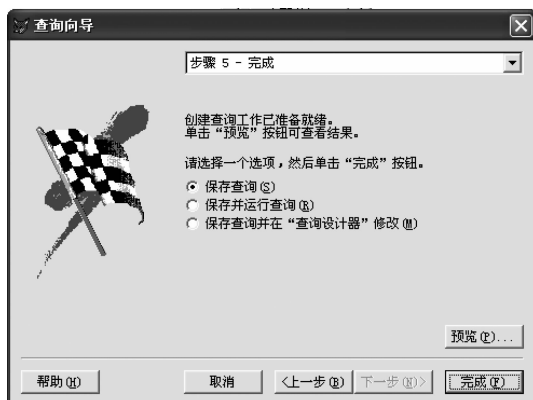 查询向导
步骤 5 - 完成
创建查询工作已准备就绪。
单击“预览”按钮可查看结果。
请选择一个选项，然后单击“完成”按钮。
保存查询(S)
保存并运行查询(R)
保存查询并在“查询设计器”修改(M)
预览(P)...
帮助(H) 取消 <上一步(B) 下一步(N)> 完成(F)